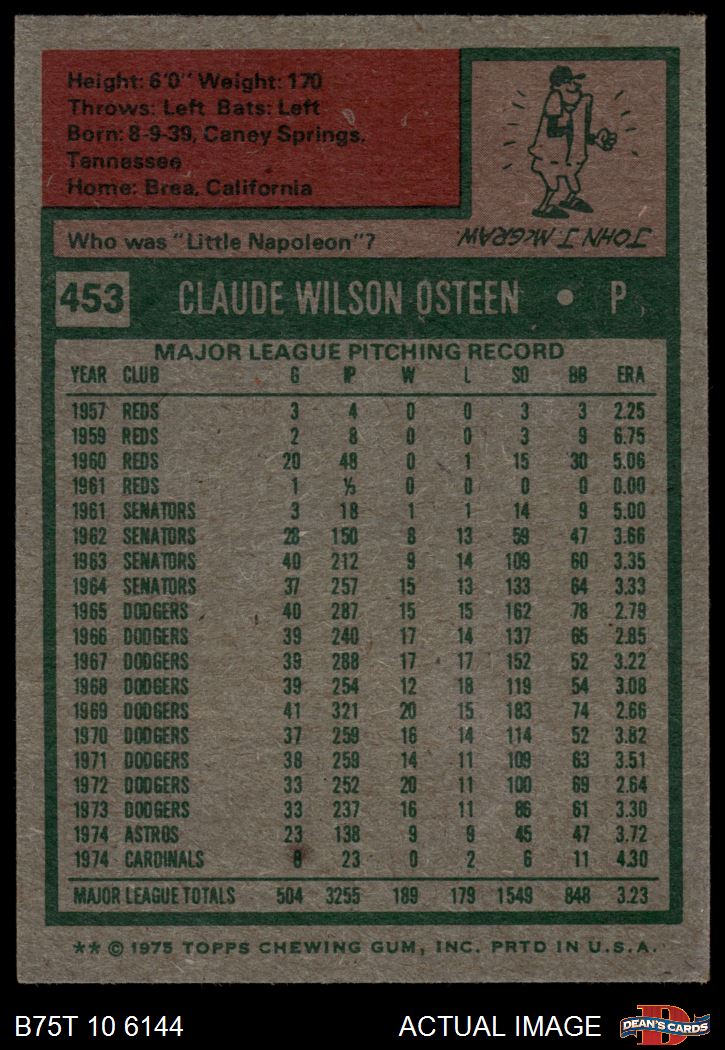 Height: 6'0" Weight: 170
Throws: Left Bats: Left
Born: 8-9-39, Caney Springs,
Tennessee
Home: Brea, California
Who was "Little Napoleon"?
JOHN J. McGRAW.
453 CLAUDE WILSON OSTEEN • P
MAJOR LEAGUE PITCHING RECORD
YEAR CLUB G IP W L SO BB ERA
1957 REDS 3 4 0 0 3 3 2.25
1959 REDS 2 8 0 0 3 9 6.75
1960 REDS 20 48 0 1 15 30 5.06
1961 REDS 1 ⅓ 0 0 0 0 0.00
1961 SENATORS 3 18 1 1 14 9 5.00
1962 SENATORS 28 150 8 13 59 47 3.66
1963 SENATORS 40 212 9 14 109 60 3.35
1964 SENATORS 37 257 15 13 133 64 3.33
1965 DODGERS 40 287 15 15 162 78 2.79
1966 DODGERS 39 240 17 14 137 65 2.85
1967 DODGERS 39 288 17 17 152 52 3.22
1968 DODGERS 39 254 12 18 119 54 3.08
1969 DODGERS 41 321 20 15 183 74 2.66
1970 DODGERS 37 259 16 14 114 52 3.82
1971 DODGERS 38 259 14 11 109 63 3.51
1972 DODGERS 33 252 20 11 100 69 2.64
1973 DODGERS 33 237 16 11 86 61 3.30
1974 ASTROS 23 138 9 9 45 47 3.72
1974 CARDINALS 8 23 0 2 6 11 4.30
MAJOR LEAGUE TOTALS 504 3255 189 179 1549 848 3.23
** © 1975 TOPPS CHEWING GUM, INC. PRTD IN U.S.A.
B75T 10 6144 ACTUAL IMAGE D DEAN'S CARDS